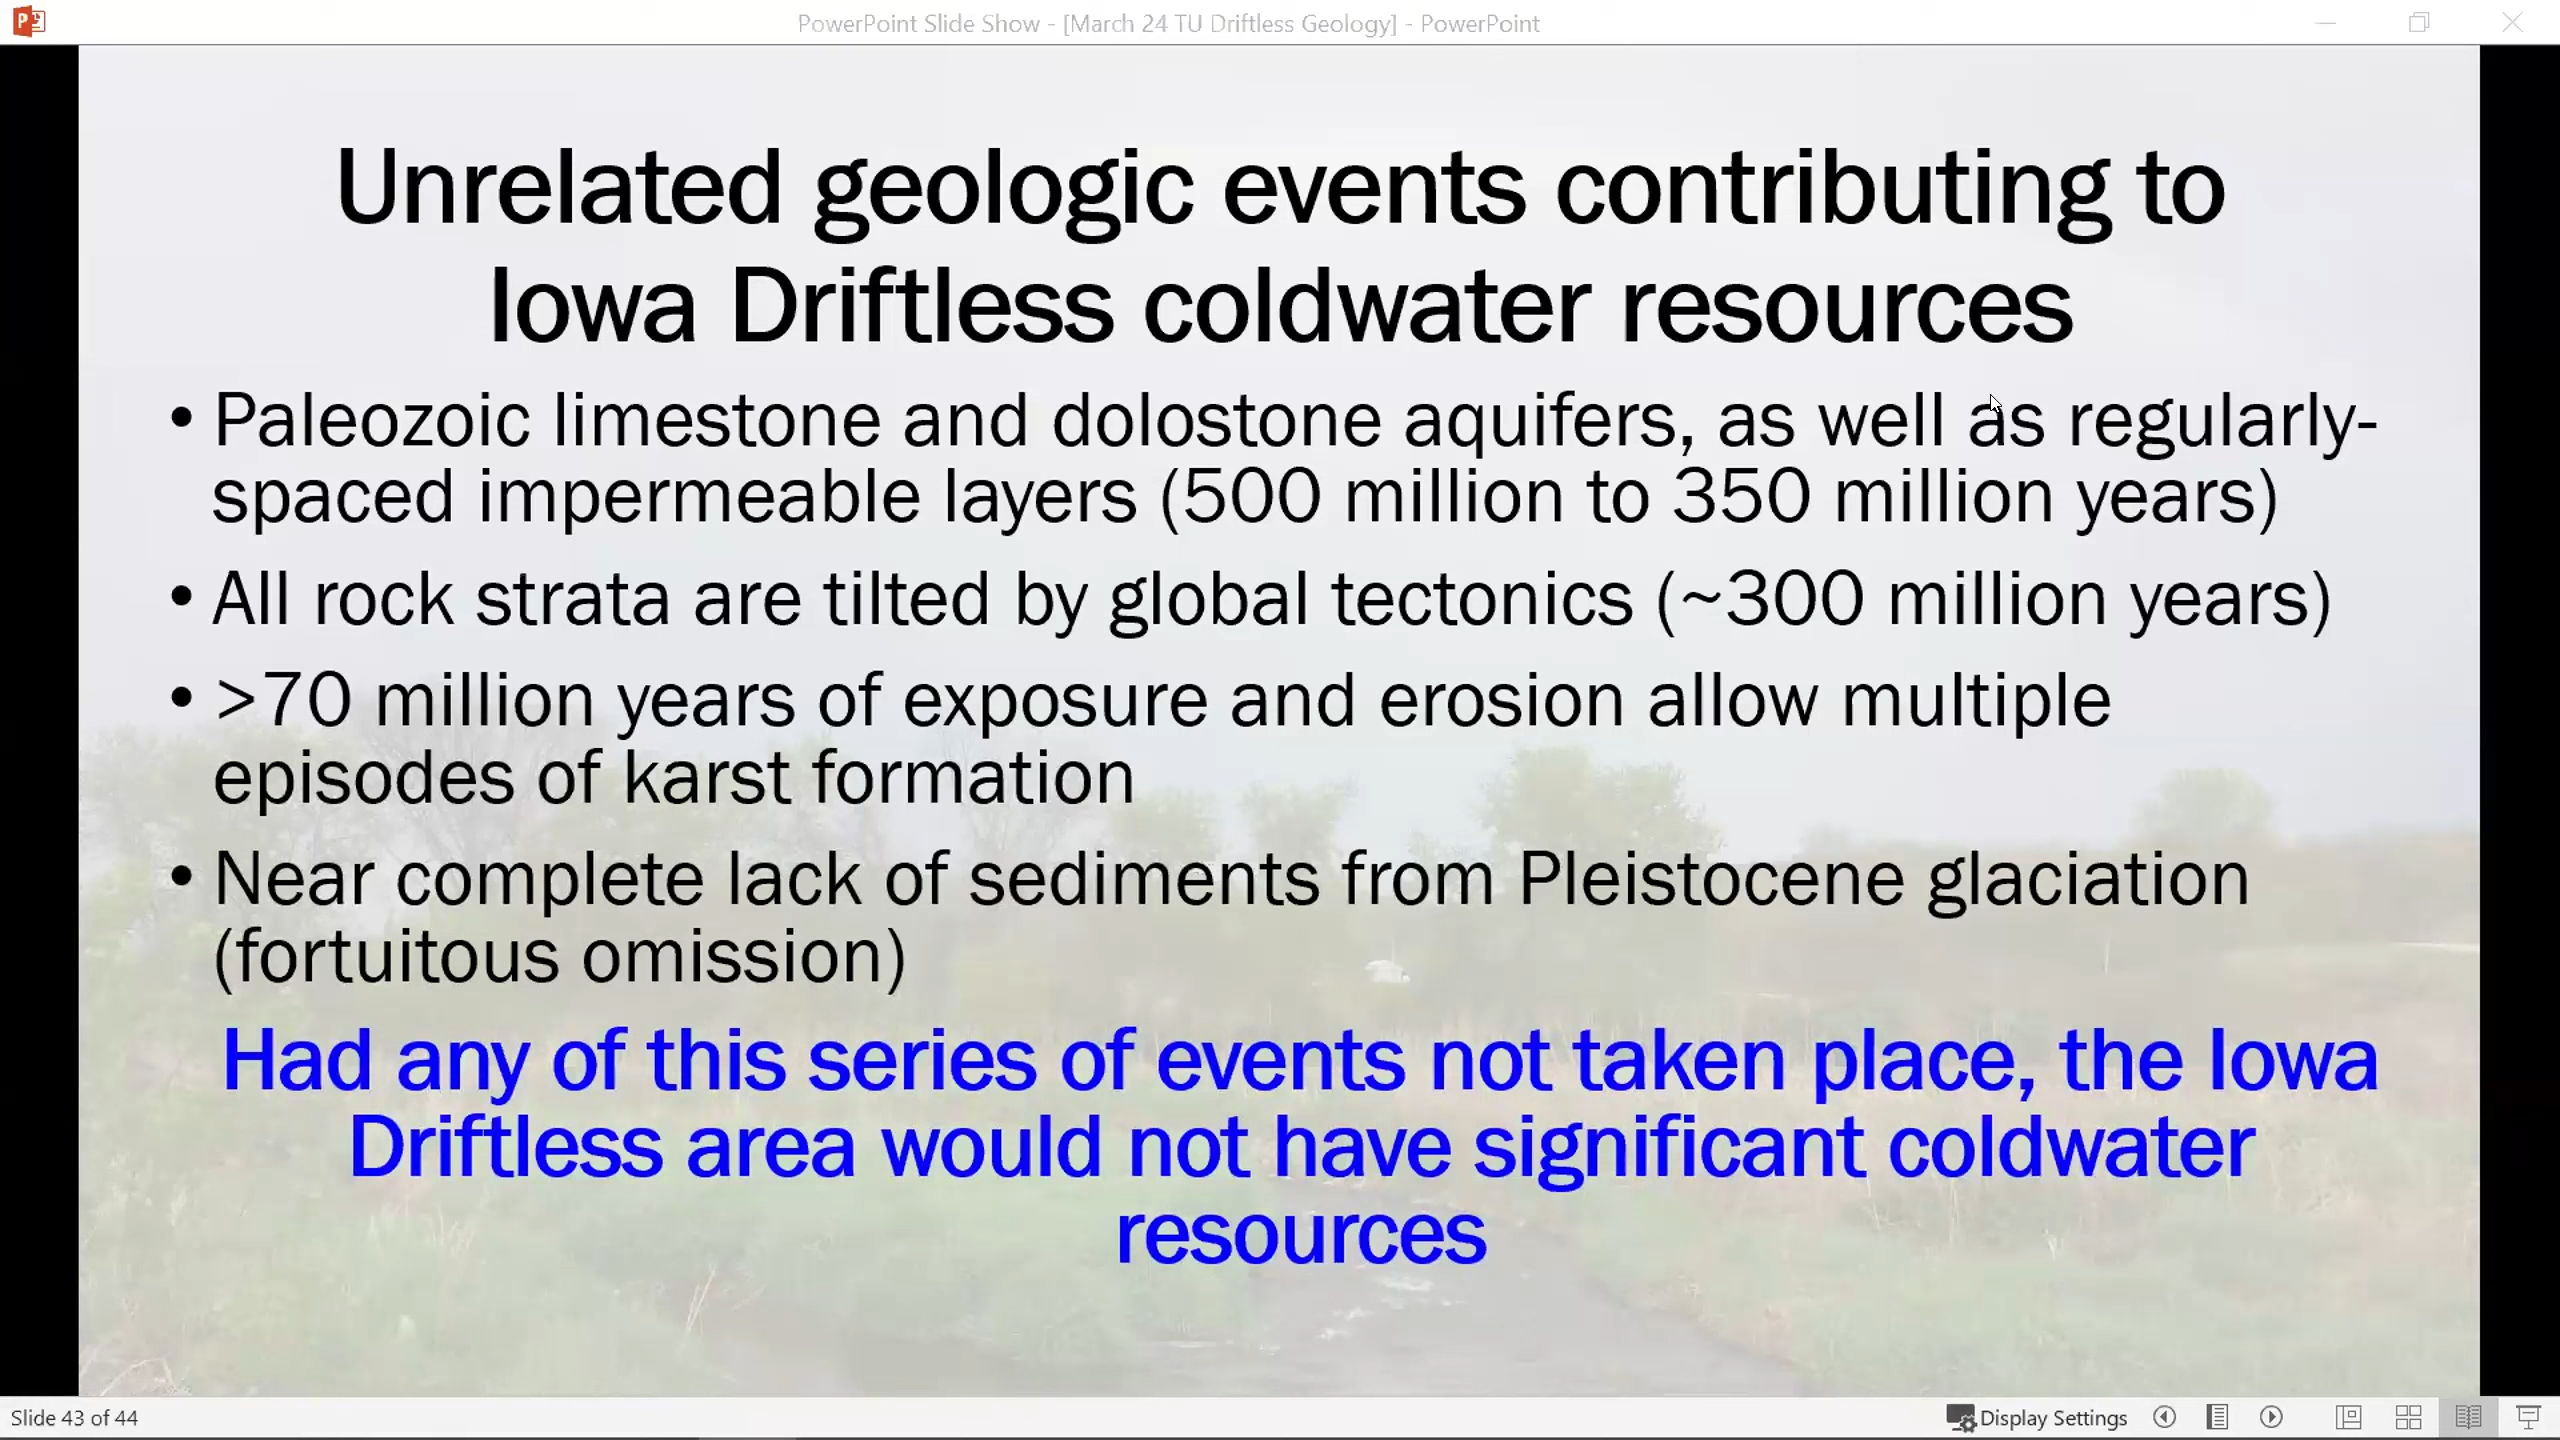 PowerPoint Slide Show - [March 24 TU Driftless Geology] - PowerPoint
Unrelated geologic events contributing to
Iowa Driftless coldwater resources
• Paleozoic limestone and dolostone aquifers, as well as regularly-
spaced impermeable layers (500 million to 350 million years)
• All rock strata are tilted by global tectonics (~300 million years)
• >70 million years of exposure and erosion allow multiple
episodes of karst formation
• Near complete lack of sediments from Pleistocene glaciation
(fortuitous omission)
Had any of this series of events not taken place, the Iowa
Driftless area would not have significant coldwater
resources
Slide 43 of 44
Display Settings